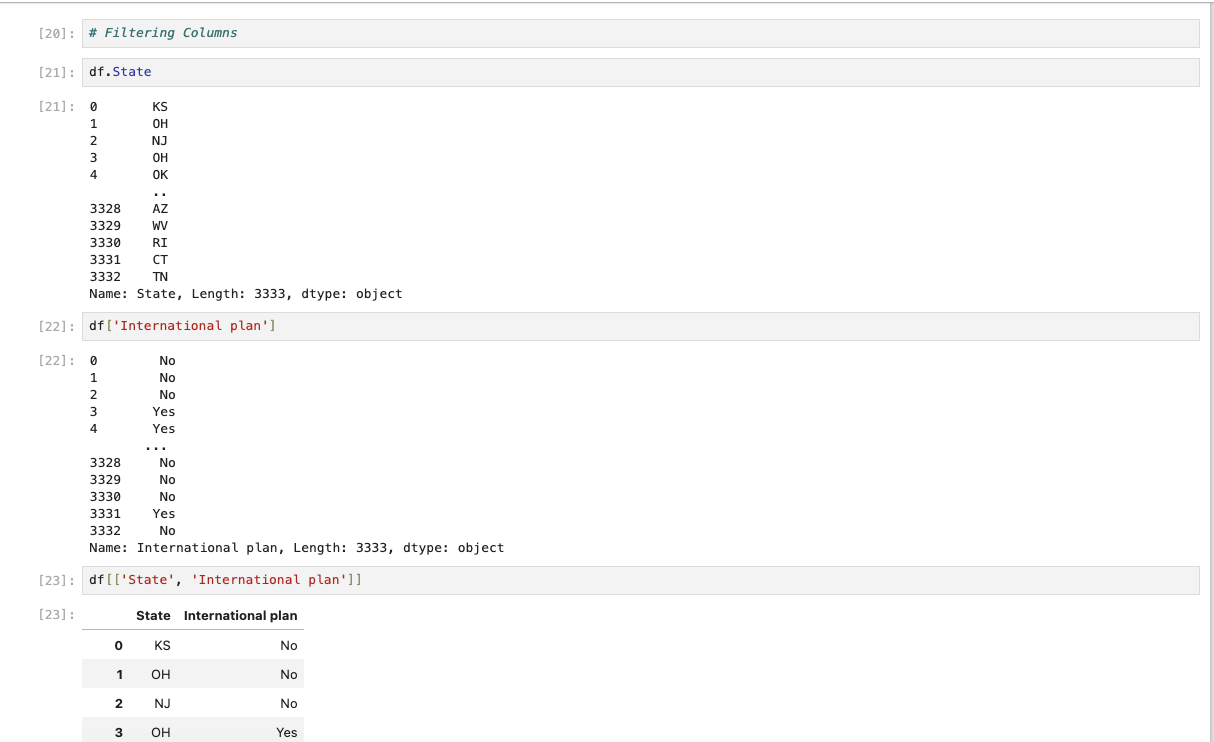 [20]: # Filtering Columns
[21]: df.State
[21]: 0 KS
1 OH
2 NJ
3 OH
4 OK
..
3328 AZ
3329 WV
3330 RI
3331 CT
3332 TN
Name: State, Length: 3333, dtype: object
[22]: df['International plan']
[22]: 0 No
1 No
2 No
3 Yes
4 Yes
...
3328 No
3329 No
3330 No
3331 Yes
3332 No
Name: International plan, Length: 3333, dtype: object
[23]: df[['State', 'International plan']]
[23]: State International plan
0 KS No
1 OH No
2 NJ No
3 OH Yes